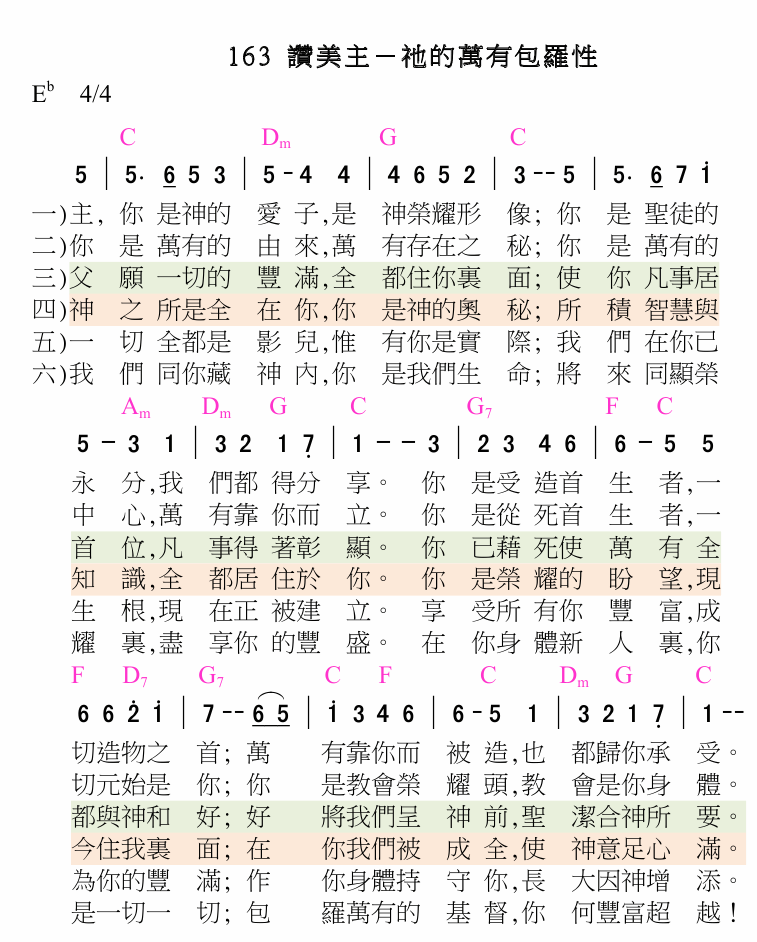 163 讚美主－祂的萬有包羅性
Eb 4/4
C Dm G C
5 | 5. 6 5 3 | 5 - 4 4 | 4 6 5 2 | 3 -- 5 | 5. 6 7 i
一)主, 你 是神的 愛 子,是 神榮耀形 像; 你 是 聖徒的
二)你 是 萬有的 由 來,萬 有存在之 秘; 你 是 萬有的
三)父 願 一切的 豐 滿,全 都住你裏 面; 使 你 凡事居
四)神 之 所是全 在 你,你 是神的奧 秘; 所 積 智慧與
五)一 切 全都是 影 兒,惟 有你是實 際; 我 們 在你已
六)我 們 同你藏 神 內,你 是我們生 命; 將 來 同顯榮
Am Dm G C G7 F C
5 - 3 1 | 3 2 1 7̣ | 1 - - 3 | 2 3 4 6 | 6 - 5 5
永 分,我 們都 得分 享。 你 是受 造首 生 者,一
中 心,萬 有靠 你而 立。 你 是從 死首 生 者,一
首 位,凡 事得 著彰 顯。 你 已藉 死使 萬 有 全
知 識,全 都居 住於 你。 你 是榮 耀的 盼 望,現
生 根,現 在正 被建 立。 享 受所 有你 豐 富,成
耀 裏,盡 享你 的豐 盛。 在 你身 體新 人 裏,你
F D7 G7 C F C Dm G C
6 6 2̇ i | 7 -- 6 5 | i 3 4 6 | 6 - 5 1 | 3 2 1 7̣ | 1 --
切造物之 首; 萬 有靠你而 被 造,也 都歸你承 受。
切元始是 你; 你 是教會榮 耀 頭,教 會是你身 體。
都與神和 好; 好 將我們呈 神 前,聖 潔合神所 要。
今住我裏 面; 在 你我們被 成 全,使 神意足心 滿。
為你的豐 滿; 作 你身體持 守 你,長 大因神增 添。
是一切一 切; 包 羅萬有的 基 督,你 何豐富超 越!